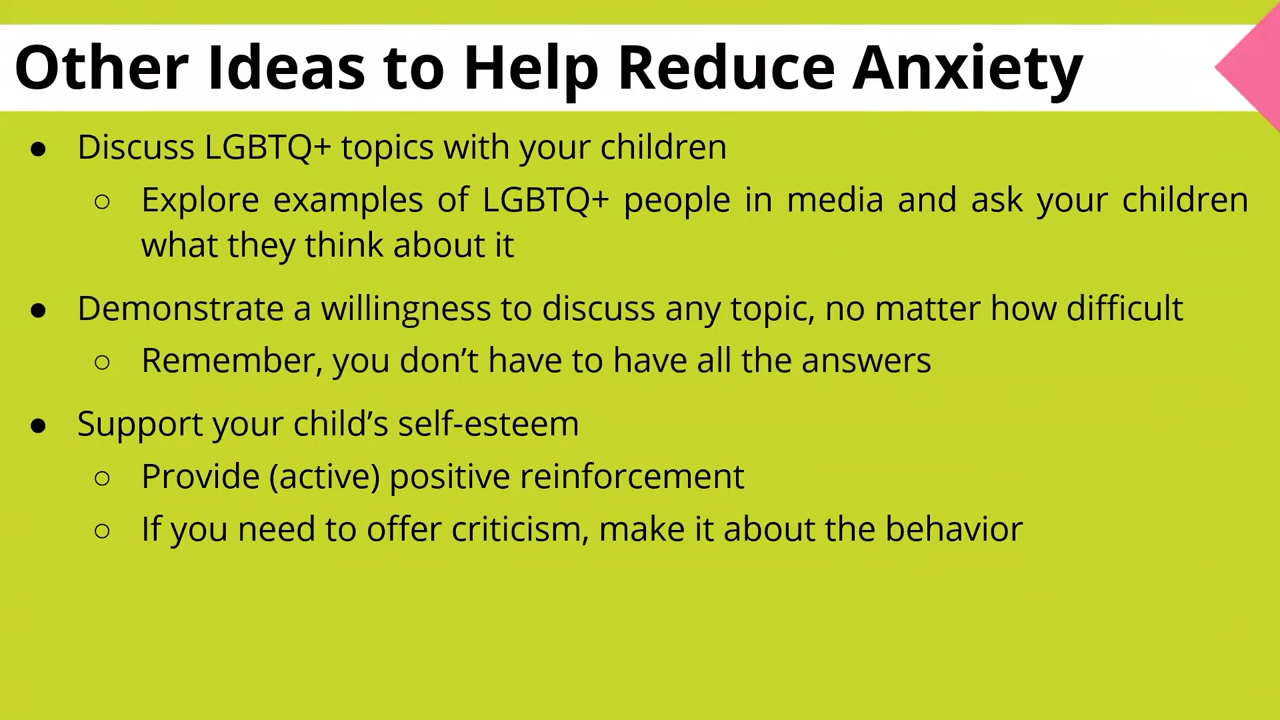 Other Ideas to Help Reduce Anxiety
● Discuss LGBTQ+ topics with your children
○ Explore examples of LGBTQ+ people in media and ask your children
what they think about it
● Demonstrate a willingness to discuss any topic, no matter how difficult
○ Remember, you don’t have to have all the answers
● Support your child’s self-esteem
○ Provide (active) positive reinforcement
○ If you need to offer criticism, make it about the behavior